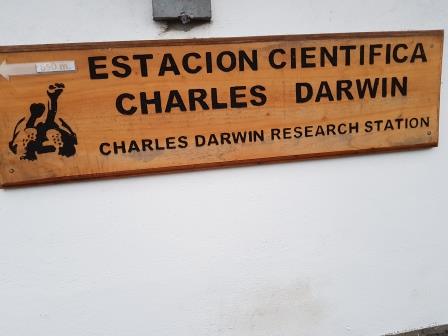 550 m.
ESTACION CIENTIFICA
CHARLES DARWIN
CHARLES DARWIN RESEARCH STATION